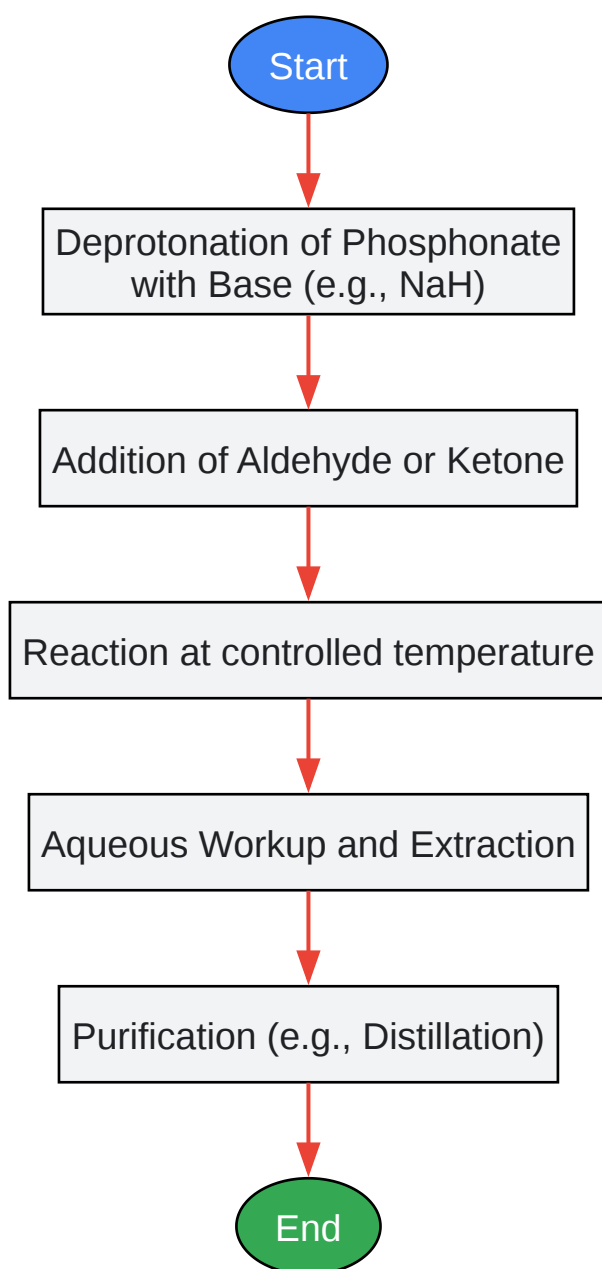 Start
Deprotonation of Phosphonate
with Base (e.g., NaH)
Addition of Aldehyde or Ketone
Reaction at controlled temperature
Aqueous Workup and Extraction
Purification (e.g., Distillation)
End